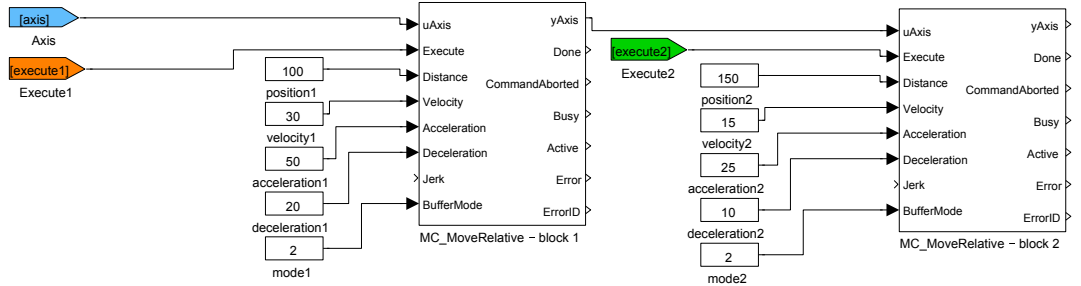 [axis]
Axis
[execute1]
Execute1
100
position1
30
velocity1
50
acceleration1
20
deceleration1
2
mode1
uAxis
Execute
Distance
Velocity
Acceleration
Deceleration
Jerk
BufferMode
yAxis
Done
CommandAborted
Busy
Active
Error
ErrorID
MC_MoveRelative − block 1
[execute2]
Execute2
150
position2
15
velocity2
25
acceleration2
10
deceleration2
2
mode2
uAxis
Execute
Distance
Velocity
Acceleration
Deceleration
Jerk
BufferMode
yAxis
Done
CommandAborted
Busy
Active
Error
ErrorID
MC_MoveRelative − block 2